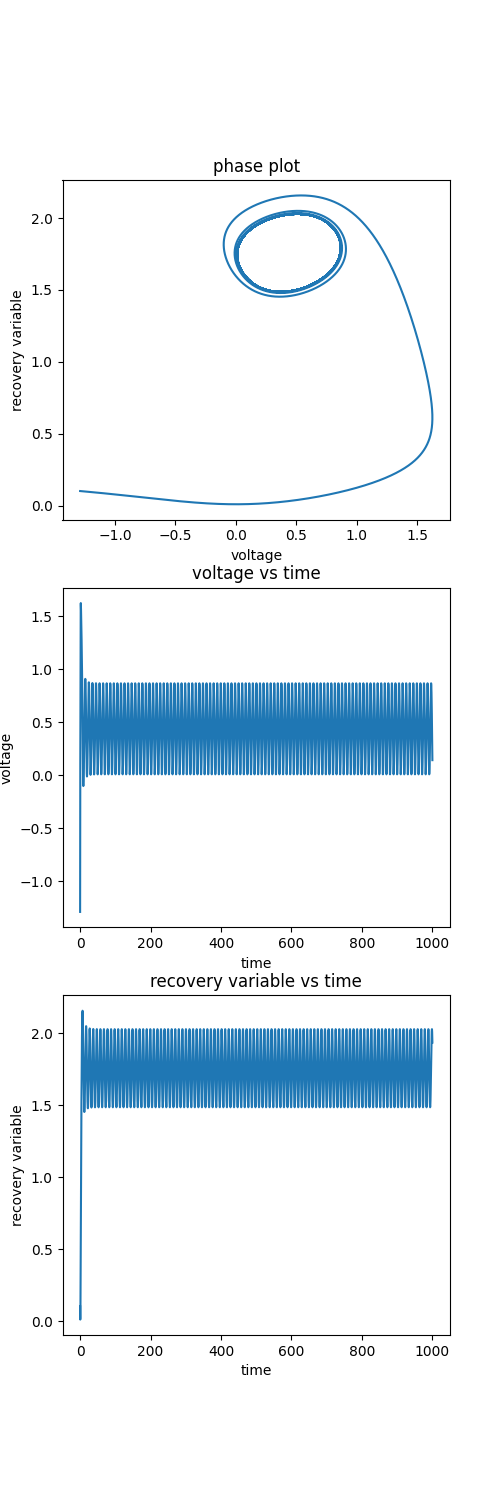 phase plot
2.0
1.5
1.0
0.5
0.0
recovery variable
−1.0 −0.5 0.0 0.5 1.0 1.5
voltage
voltage vs time
1.5
1.0
0.5
0.0
−0.5
−1.0
voltage
0 200 400 600 800 1000
time
recovery variable vs time
2.0
1.5
1.0
0.5
0.0
recovery variable
0 200 400 600 800 1000
time